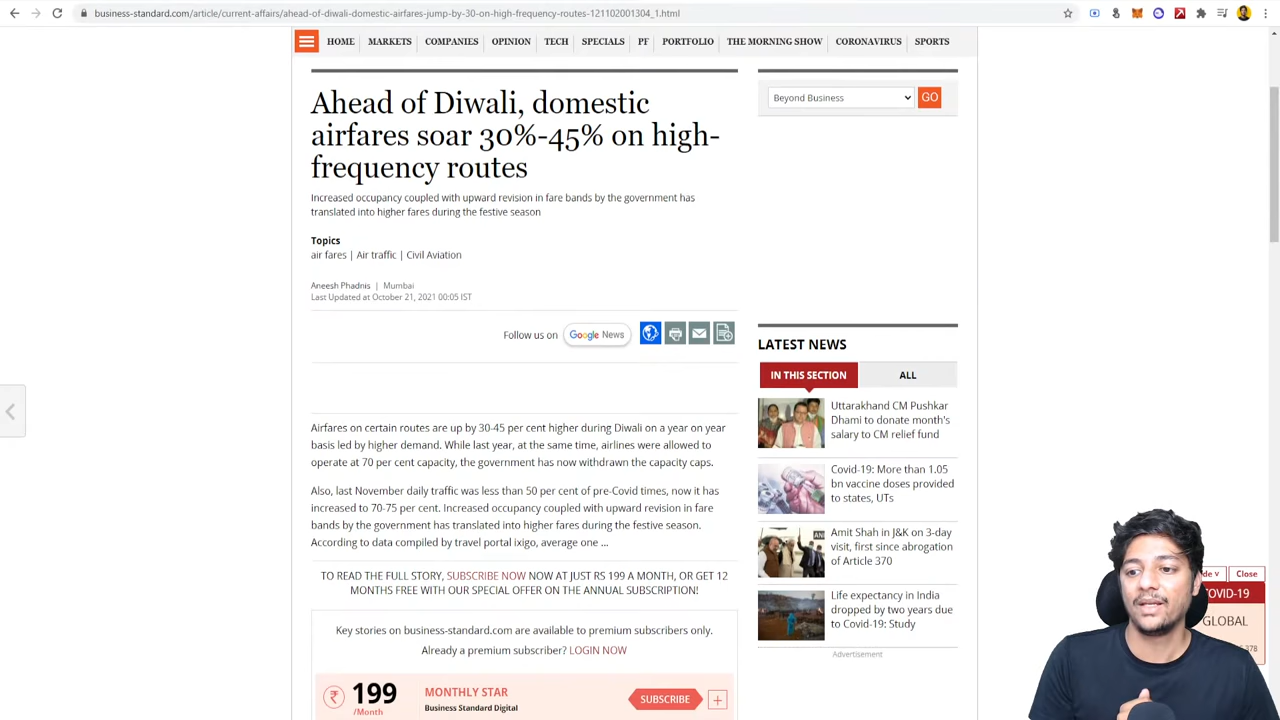 business-standard.com/article/current-affairs/ahead-of-diwali-domestic-airfares-jump-by-30-on-high-frequency-routes-121102001304_1.html
HOME
MARKETS
COMPANIES
OPINION
TECH
SPECIALS
PF
PORTFOLIO
THE MORNING SHOW
CORONAVIRUS
SPORTS
Ahead of Diwali, domestic
airfares soar 30%-45% on high-
frequency routes
Increased occupancy coupled with upward revision in fare bands by the government has
translated into higher fares during the festive season
Topics
air fares | Air traffic | Civil Aviation
Aneesh Phadnis | Mumbai
Last Updated at October 21, 2021 00:05 IST
Follow us on Google News
Airfares on certain routes are up by 30-45 per cent higher during Diwali on a year on year
basis led by higher demand. While last year, at the same time, airlines were allowed to
operate at 70 per cent capacity, the government has now withdrawn the capacity caps.
Also, last November daily traffic was less than 50 per cent of pre-Covid times, now it has
increased to 70-75 per cent. Increased occupancy coupled with upward revision in fare
bands by the government has translated into higher fares during the festive season.
According to data compiled by travel portal ixigo, average one ...
TO READ THE FULL STORY, SUBSCRIBE NOW NOW AT JUST RS 199 A MONTH, OR GET 12
MONTHS FREE WITH OUR SPECIAL OFFER ON THE ANNUAL SUBSCRIPTION!
Key stories on business-standard.com are available to premium subscribers only.
Already a premium subscriber? LOGIN NOW
₹ 199
/Month
MONTHLY STAR
Business Standard Digital
SUBSCRIBE +
Beyond Business
GO
LATEST NEWS
IN THIS SECTION
ALL
Uttarakhand CM Pushkar
Dhami to donate month's
salary to CM relief fund
Covid-19: More than 1.05
bn vaccine doses provided
to states, UTs
Amit Shah in J&K on 3-day
visit, first since abrogation
of Article 370
Life expectancy in India
dropped by two years due
to Covid-19: Study
Advertisement
Close
GLOBAL